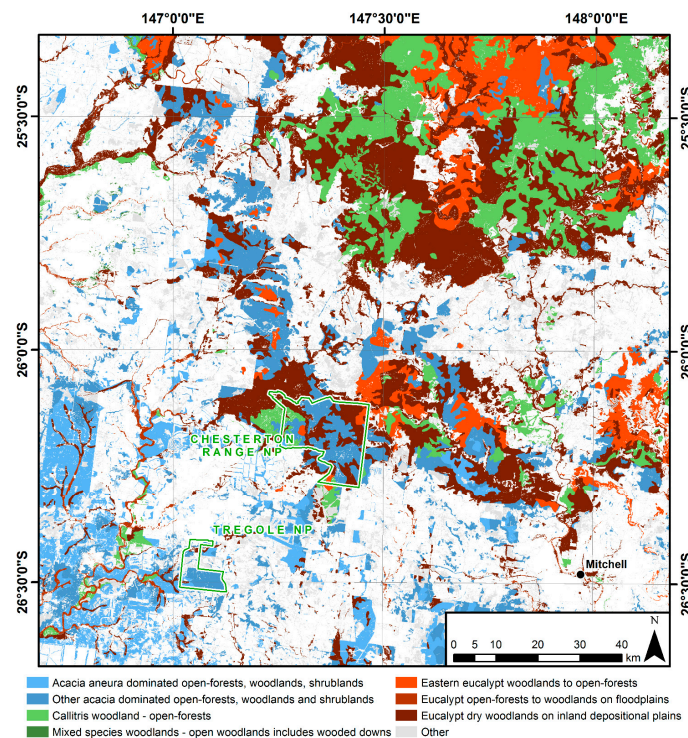 147°0'0"E 147°30'0"E 148°0'0"E
25°30'0"S 25°30'0"S
26°0'0"S 26°0'0"S
CHESTERTON
RANGE NP
TREGOLE NP
Mitchell
26°30'0"S 26°30'0"S
N
0 5 10 20 30 40
km
Acacia aneura dominated open-forests, woodlands, shrublands
Other acacia dominated open-forests, woodlands and shrublands
Callitris woodland - open-forests
Mixed species woodlands - open woodlands includes wooded downs
Eastern eucalypt woodlands to open-forests
Eucalypt open-forests to woodlands on floodplains
Eucalypt dry woodlands on inland depositional plains
Other